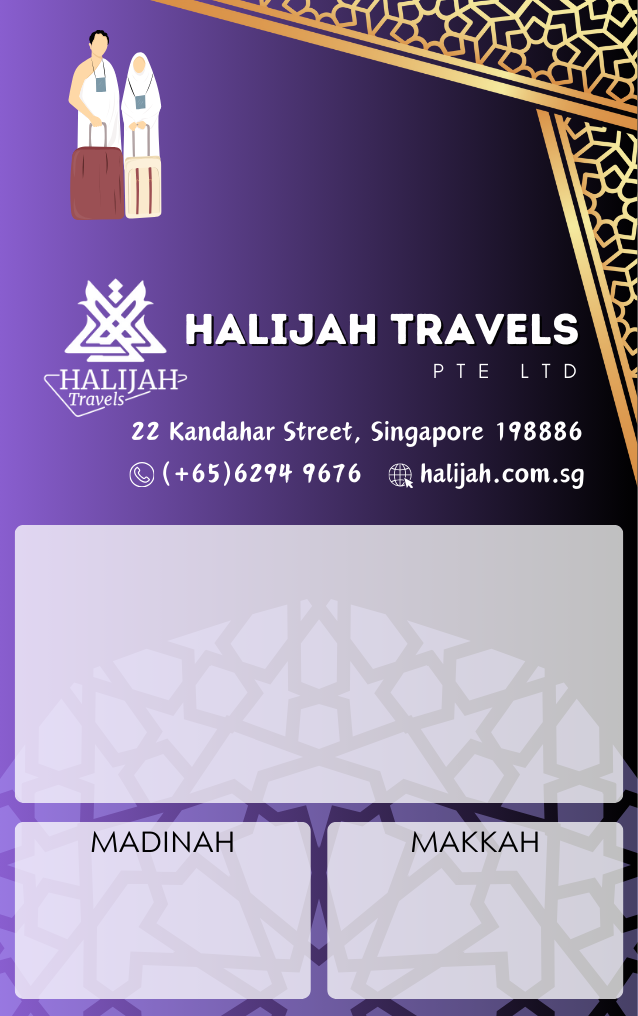 HALIJAH TRAVELS
PTE LTD
HALIJAH
Travels
22 Kandahar Street, Singapore 198886
(+65)6294 9676 halijah.com.sg
MADINAH MAKKAH